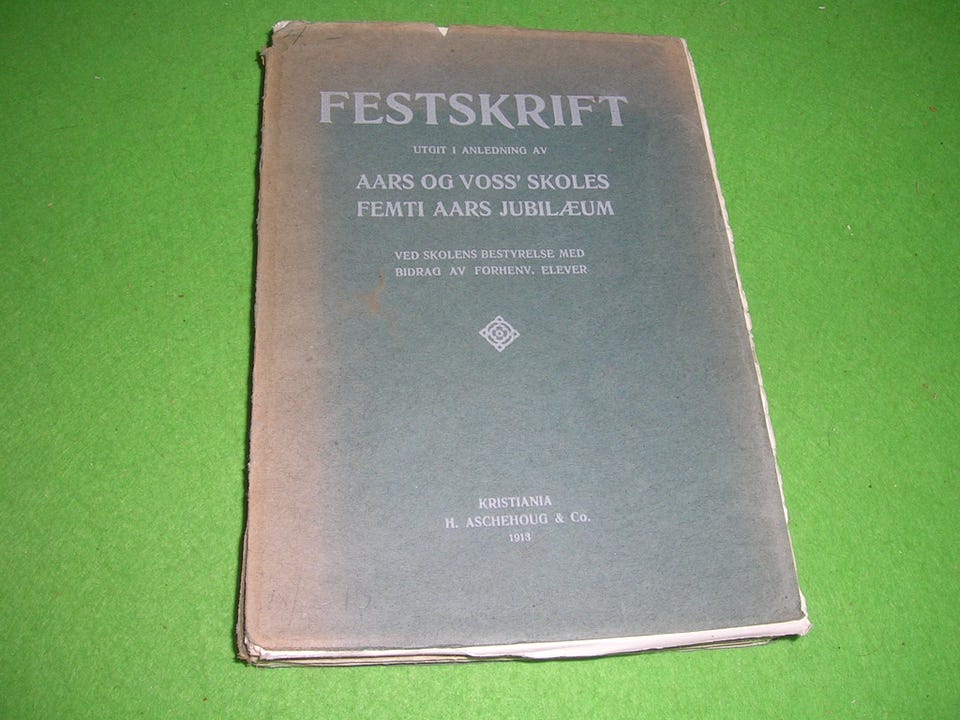 FESTSKRIFT
UTGIT I ANLEDNING AV
AARS OG VOSS' SKOLES
FEMTI AARS JUBILÆUM
VED SKOLENS BESTYRELSE MED
BIDRAG AV FORHENV. ELEVER
KRISTIANIA
H. ASCHEHOUG & Co.
1913